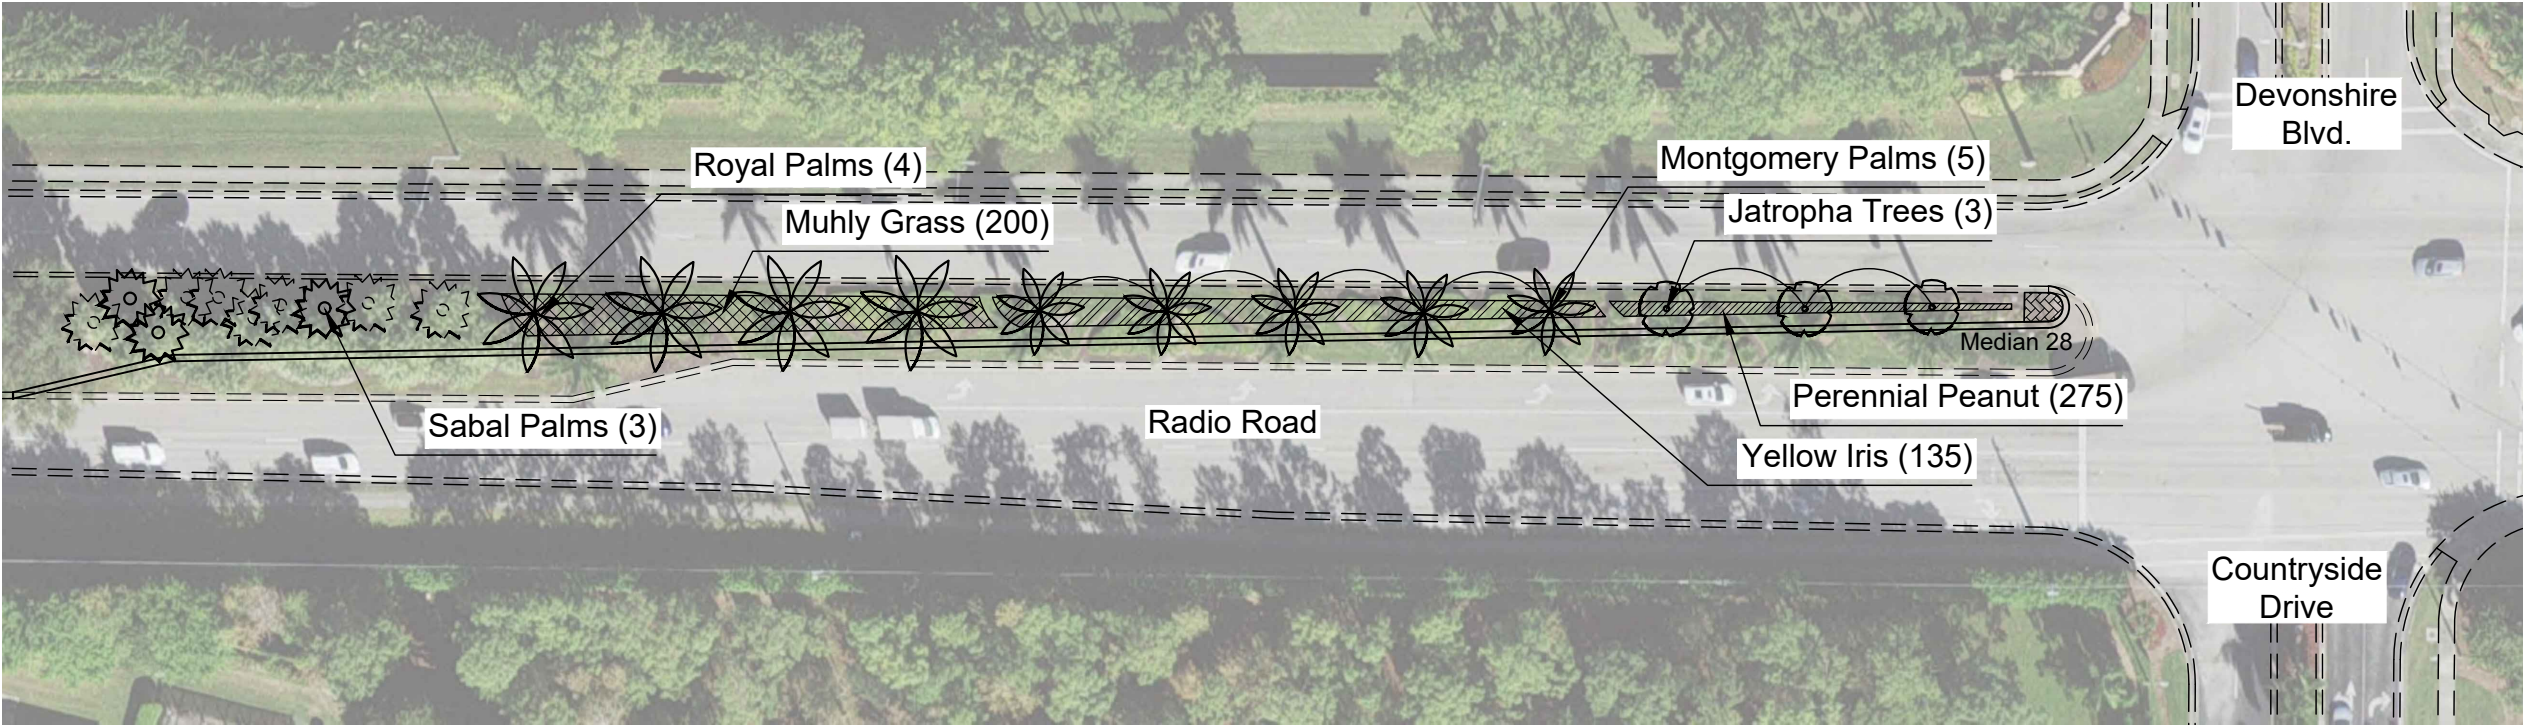 Devonshire
Blvd.
Royal Palms (4)
Montgomery Palms (5)
Muhly Grass (200)
Jatropha Trees (3)
Median 28
Perennial Peanut (275)
Sabal Palms (3)
Radio Road
Yellow Iris (135)
Countryside
Drive